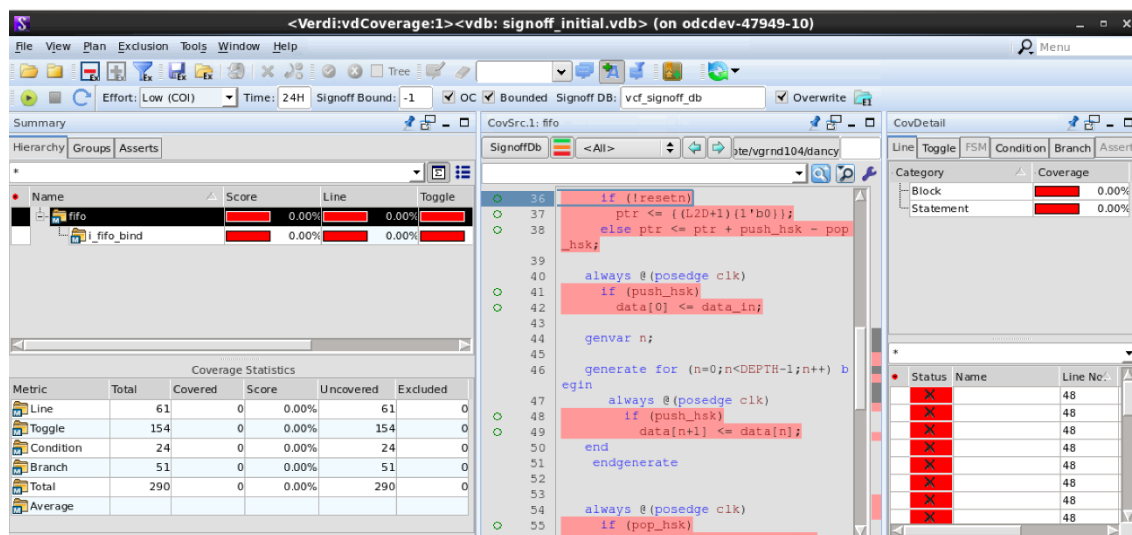 <Verdi:vdCoverage:1><vdb: signoff_initial.vdb> (on odcdev-47949-10)
File View Plan Exclusion Tools Window Help
Menu
Tree
Effort: Low (COI) Time: 24H Signoff Bound: -1 OC Bounded Signoff DB: vcf_signoff_db Overwrite
Summary
Hierarchy Groups Asserts
*
Name Score Line Toggle
fifo 0.00% 0.00%
i_fifo_bind 0.00% 0.00%
Coverage Statistics
Metric Total Covered Score Uncovered Excluded
Line 61 0 0.00% 61 0
Toggle 154 0 0.00% 154 0
Condition 24 0 0.00% 24 0
Branch 51 0 0.00% 51 0
Total 290 0 0.00% 290 0
Average
CovSrc.1: fifo
SignoffDb <All> ote/vgrnd104/dancy
36 if (!resetn)
37 ptr <= {(L2D+1){1'b0}};
38 else ptr <= ptr + push_hsk - pop
_hsk;
39
40 always @(posedge clk)
41 if (push_hsk)
42 data[0] <= data_in;
43
44 genvar n;
45
46 generate for (n=0;n<DEPTH-1;n++) b
egin
47 always @(posedge clk)
48 if (push_hsk)
49 data[n+1] <= data[n];
50 end
51 endgenerate
52
53
54 always @(posedge clk)
55 if (pop_hsk)
CovDetail
Line Toggle FSM Condition Branch Assert
Category Coverage
Block 0.00%
Statement 0.00%
*
Status Name Line No.
48
48
48
48
48
48
48
48